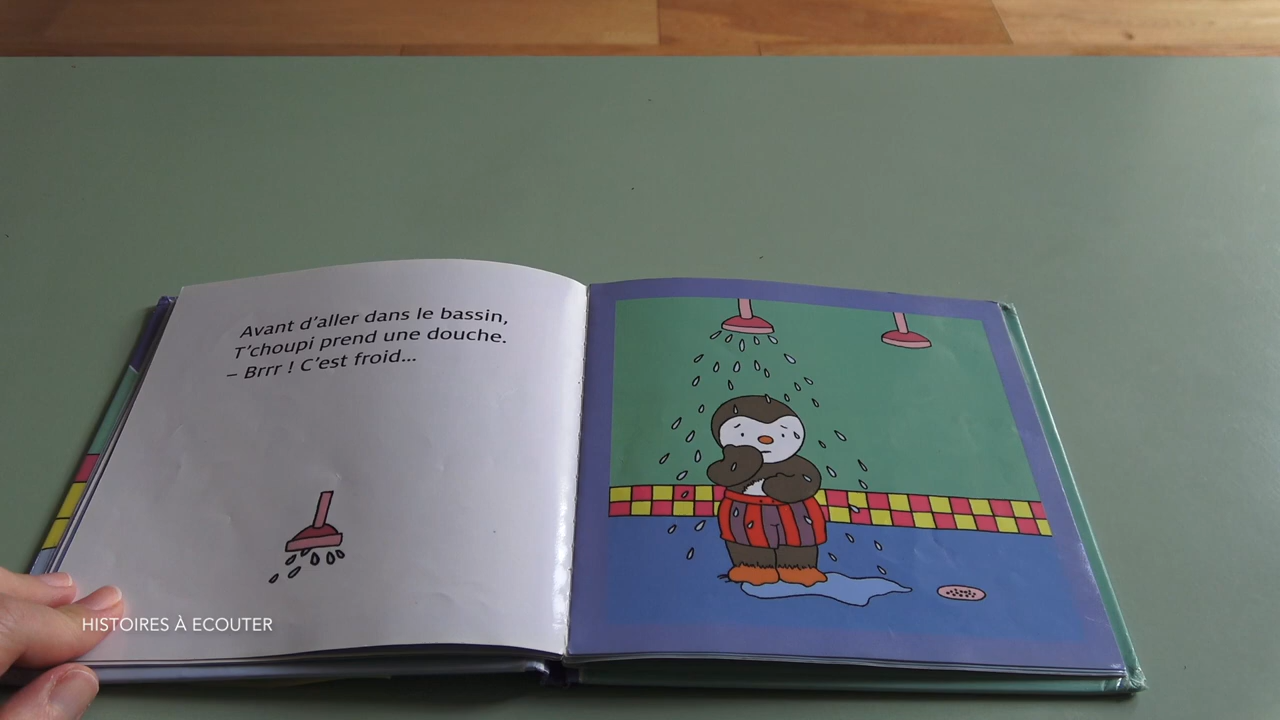 Avant d'aller dans le bassin,
T'choupi prend une douche.
– Brrr ! C'est froid...
HISTOIRES À ECOUTER